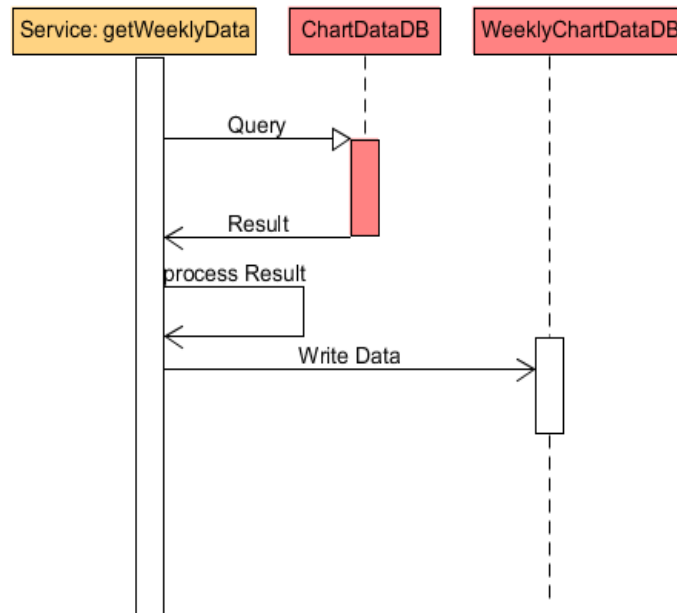 Service: getWeeklyData
ChartDataDB
WeeklyChartDataDB
Query
Result
process Result
Write Data